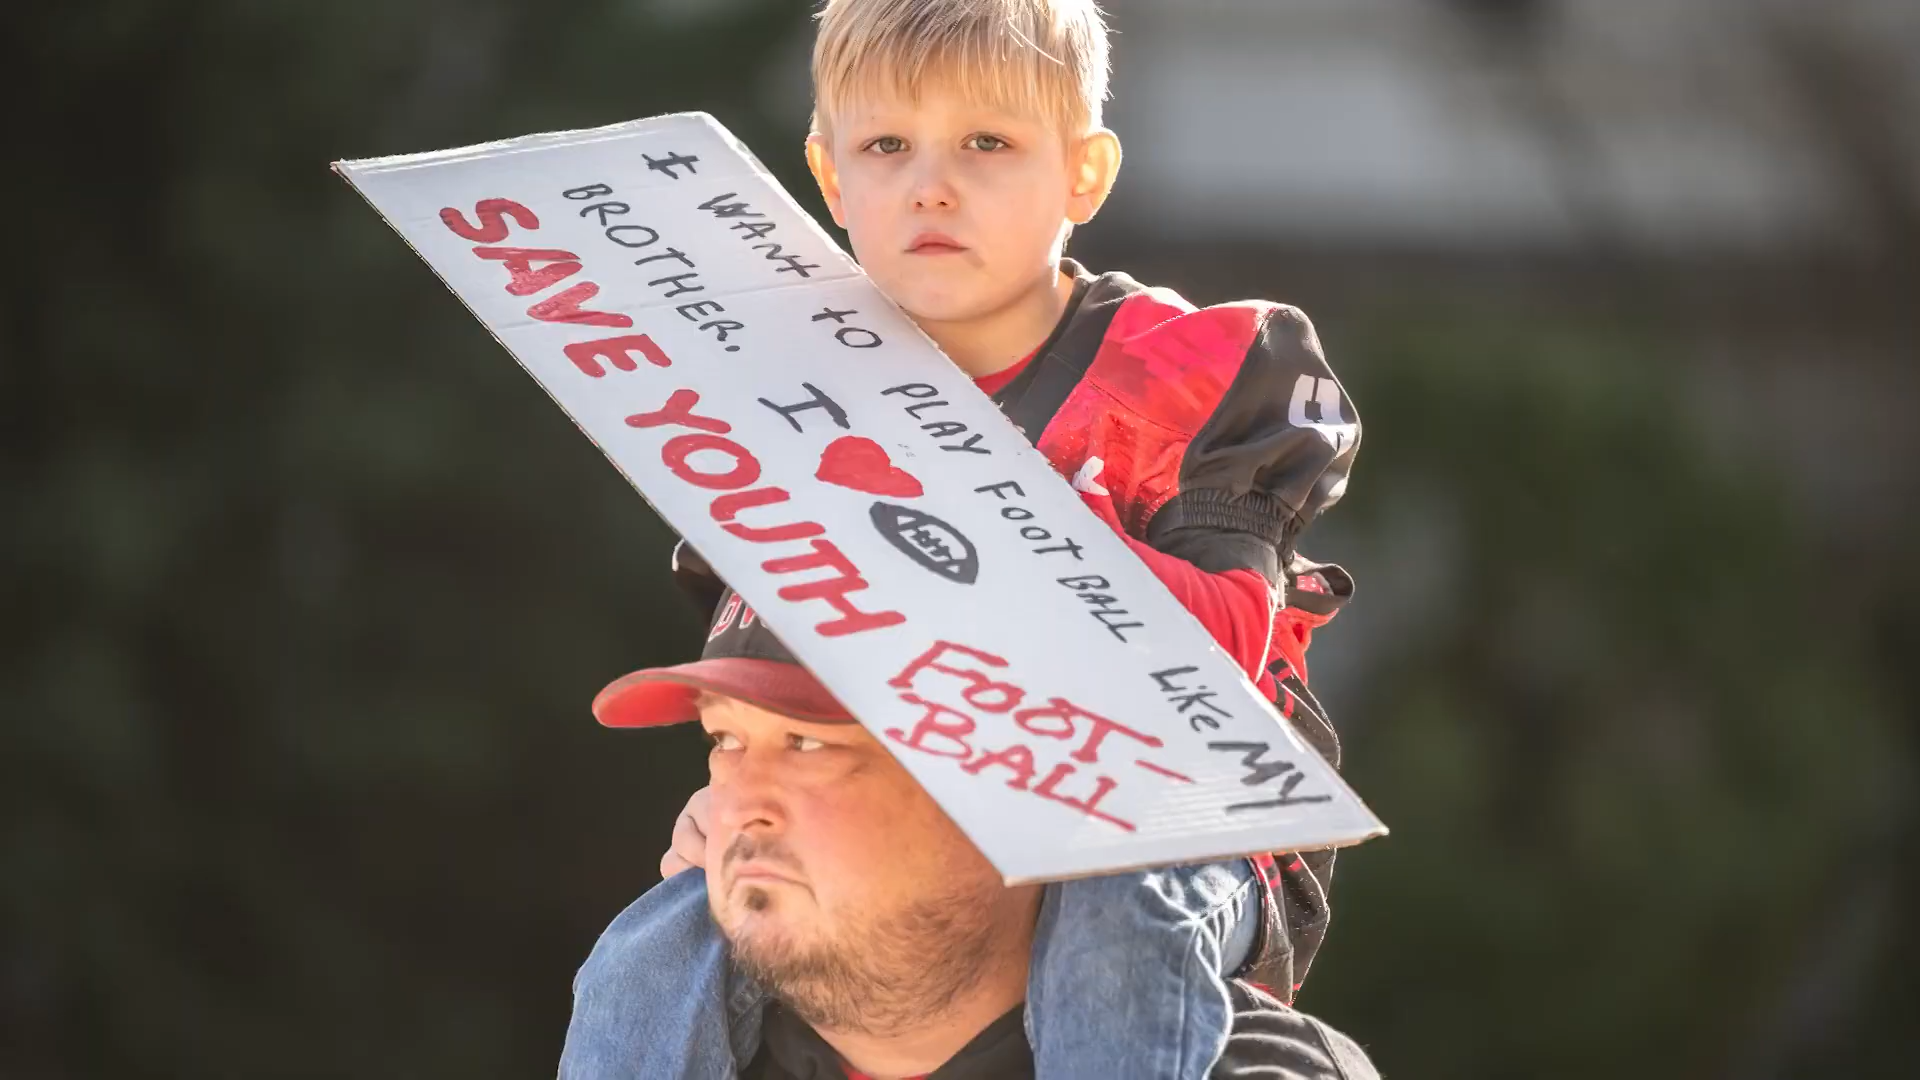 I WANT TO PLAY FOOTBALL LIKE MY
BROTHER. I
SAVE YOUTH FOOT-
BALL